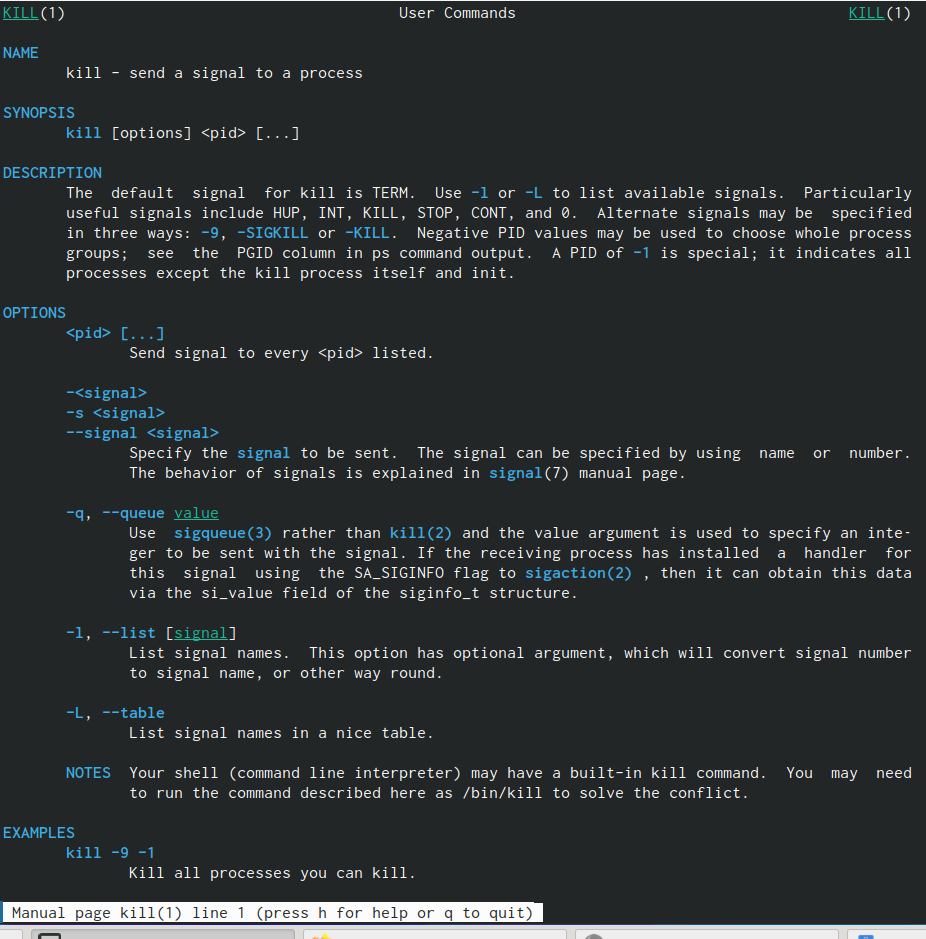 KILL(1) User Commands KILL(1)
NAME
kill - send a signal to a process
SYNOPSIS
kill [options] <pid> [...]
DESCRIPTION
The default signal for kill is TERM. Use -l or -L to list available signals. Particularly
useful signals include HUP, INT, KILL, STOP, CONT, and 0. Alternate signals may be specified
in three ways: -9, -SIGKILL or -KILL. Negative PID values may be used to choose whole process
groups; see the PGID column in ps command output. A PID of -1 is special; it indicates all
processes except the kill process itself and init.
OPTIONS
<pid> [...]
Send signal to every <pid> listed.
-<signal>
-s <signal>
--signal <signal>
Specify the signal to be sent. The signal can be specified by using name or number.
The behavior of signals is explained in signal(7) manual page.
-q, --queue value
Use sigqueue(3) rather than kill(2) and the value argument is used to specify an inte-
ger to be sent with the signal. If the receiving process has installed a handler for
this signal using the SA_SIGINFO flag to sigaction(2) , then it can obtain this data
via the si_value field of the siginfo_t structure.
-l, --list [signal]
List signal names. This option has optional argument, which will convert signal number
to signal name, or other way round.
-L, --table
List signal names in a nice table.
NOTES Your shell (command line interpreter) may have a built-in kill command. You may need
to run the command described here as /bin/kill to solve the conflict.
EXAMPLES
kill -9 -1
Kill all processes you can kill.
Manual page kill(1) line 1 (press h for help or q to quit)